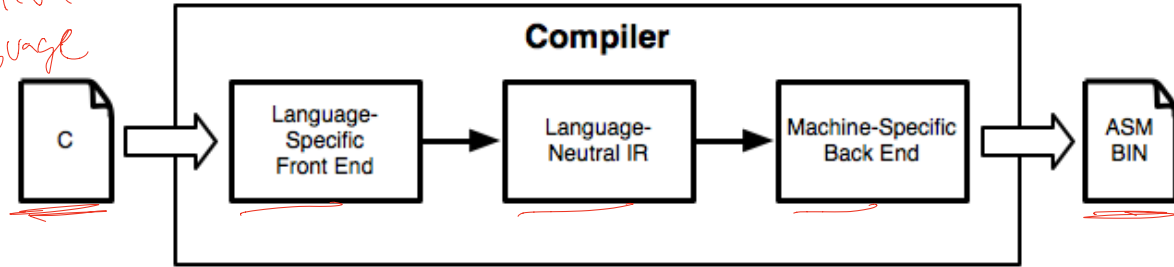 Compiler
C
Language-
Specific
Front End
Language-
Neutral IR
Machine-Specific
Back End
ASM
BIN